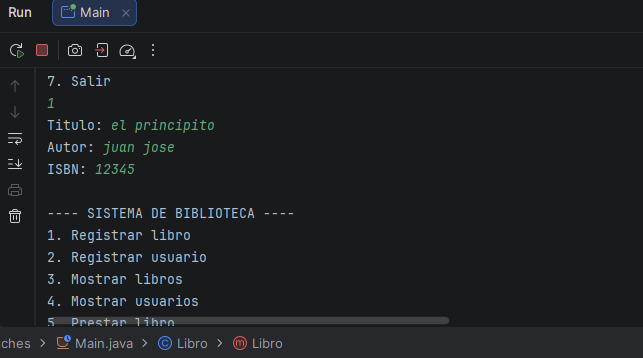 Run Main
7. Salir
1
Titulo: el principito
Autor: juan jose
ISBN: 12345
---- SISTEMA DE BIBLIOTECA ----
1. Registrar libro
2. Registrar usuario
3. Mostrar libros
4. Mostrar usuarios
5. Prestar libro
ches > Main.java > Libro > Libro